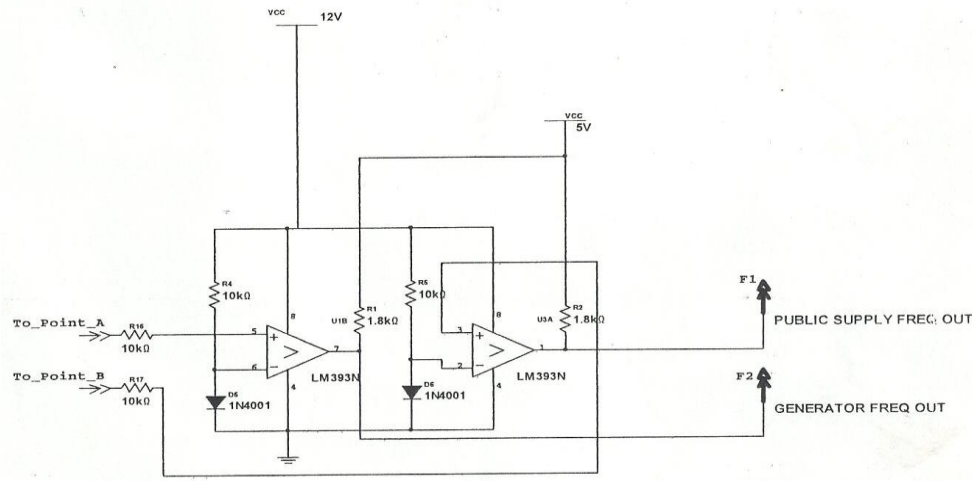 VCC 12V
VCC
5V
R4
10kΩ
R5
10kΩ
8
R1
1.8kΩ
U1B
8
R2
1.8kΩ
U3A
F1
PUBLIC SUPPLY FREQ OUT
To_Point_A
R16
10kΩ
5
+
6
−
7
LM393N
4
3
+
2
−
1
LM393N
4
To_Point_B
R17
10kΩ
D5
1N4001
D6
1N4001
F2
GENERATOR FREQ OUT